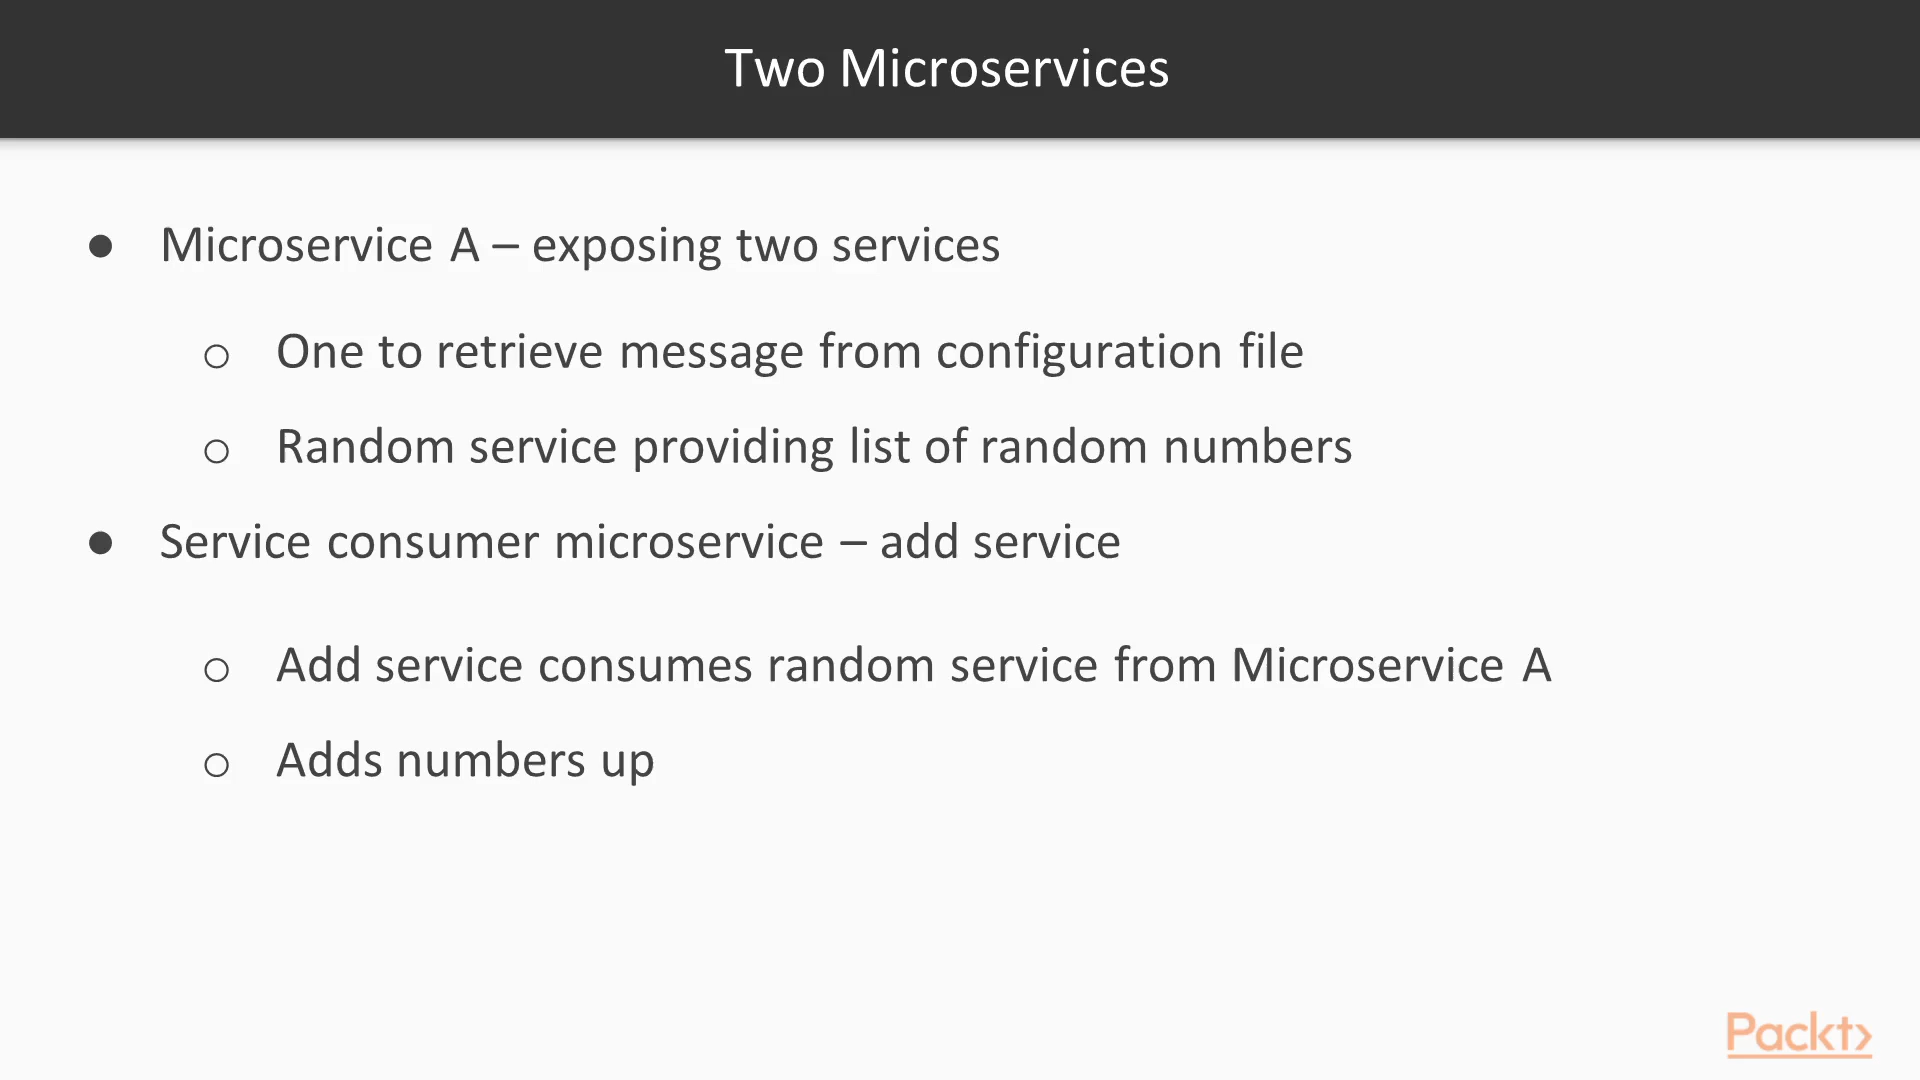 Two Microservices
● Microservice A – exposing two services
○ One to retrieve message from configuration file
○ Random service providing list of random numbers
● Service consumer microservice – add service
○ Add service consumes random service from Microservice A
○ Adds numbers up
Packt>